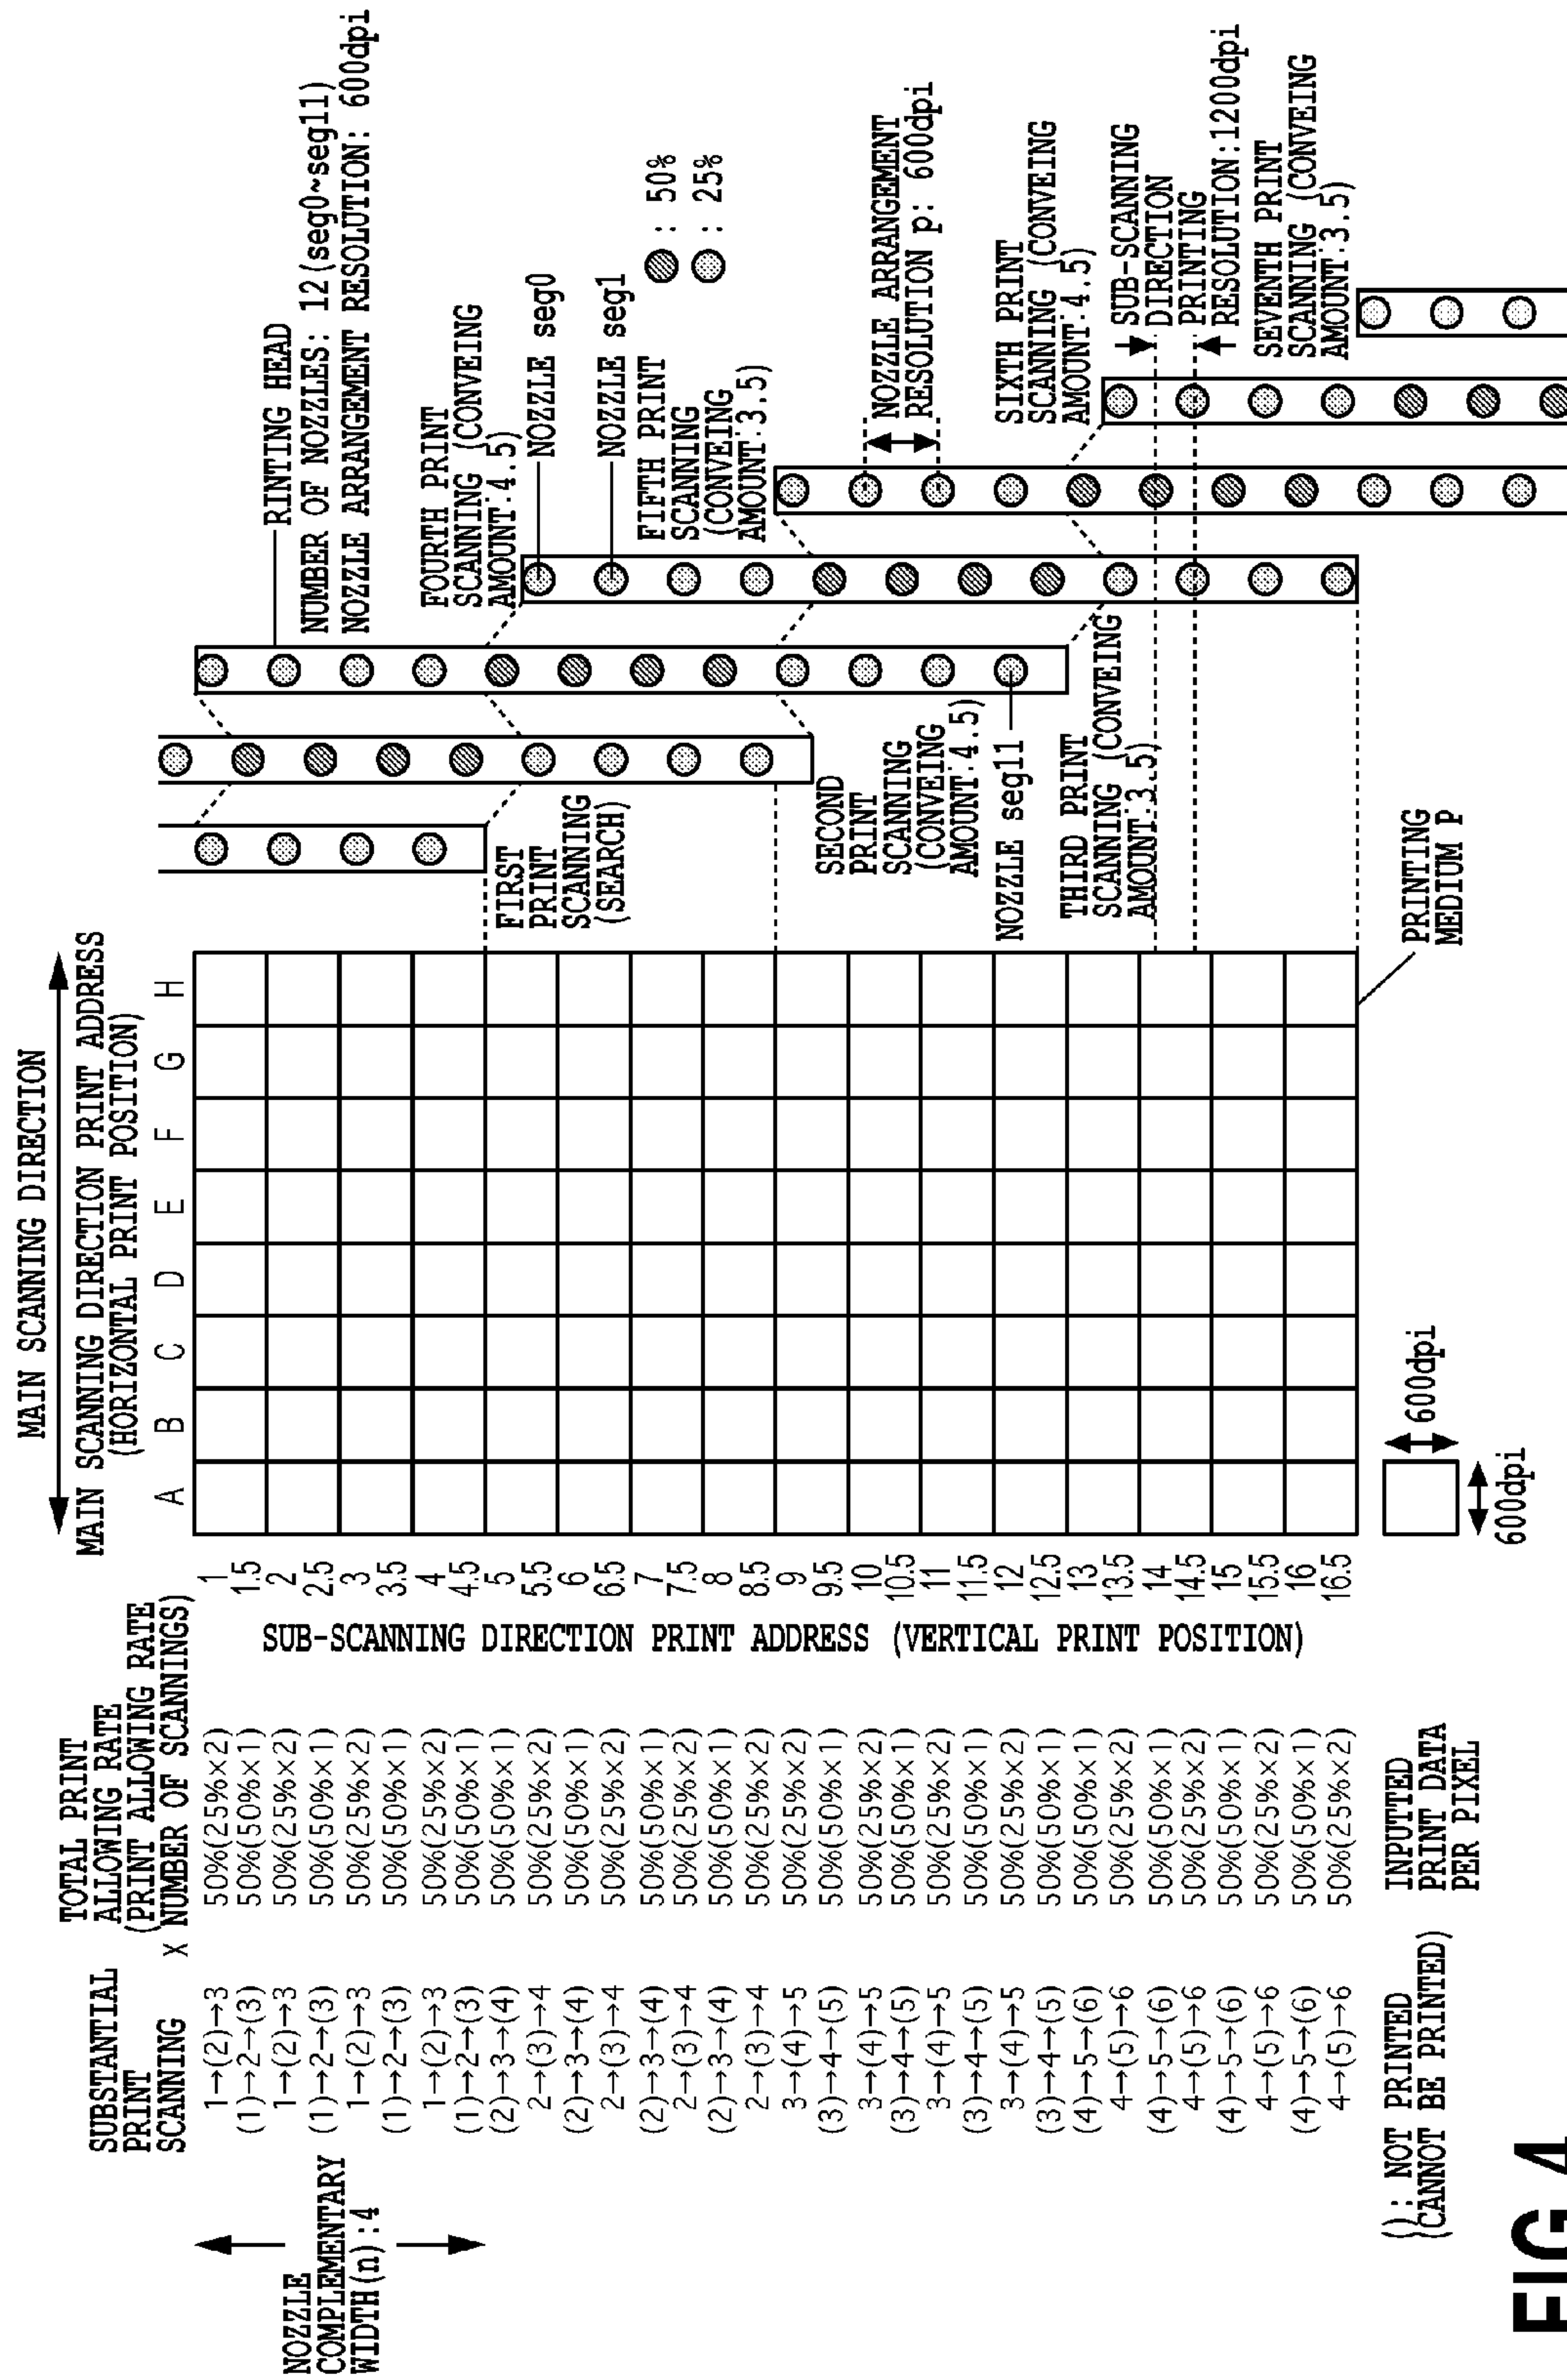 MAIN SCANNING DIRECTION
MAIN SCANNING DIRECTION PRINT ADDRESS
(HORIZONTAL PRINT POSITION)
A B C D E F G H
NOZZLE
COMPLEMENTARY
WIDTH(n):4
SUBSTANTIAL
PRINT
SCANNING
TOTAL PRINT
ALLOWING RATE
(PRINT ALLOWING RATE
X NUMBER OF SCANNINGS)
1→(2)→3 50%(25%×2) 1
(1)→2→(3) 50%(50%×1) 1.5
1→(2)→3 50%(25%×2) 2
(1)→2→(3) 50%(50%×1) 2.5
1→(2)→3 50%(25%×2) 3
(1)→2→(3) 50%(50%×1) 3.5
1→(2)→3 50%(25%×2) 4
(1)→2→(3) 50%(50%×1) 4.5
(2)→3→(4) 50%(50%×1) 5
2→(3)→4 50%(25%×2) 5.5
(2)→3→(4) 50%(50%×1) 6
2→(3)→4 50%(25%×2) 6.5
(2)→3→(4) 50%(50%×1) 7
2→(3)→4 50%(25%×2) 7.5
(2)→3→(4) 50%(50%×1) 8
2→(3)→4 50%(25%×2) 8.5
3→(4)→5 50%(25%×2) 9
(3)→4→(5) 50%(50%×1) 9.5
3→(4)→5 50%(25%×2) 10
(3)→4→(5) 50%(50%×1) 10.5
3→(4)→5 50%(25%×2) 11
(3)→4→(5) 50%(50%×1) 11.5
3→(4)→5 50%(25%×2) 12
(3)→4→(5) 50%(50%×1) 12.5
(4)→5→(6) 50%(50%×1) 13
4→(5)→6 50%(25%×2) 13.5
(4)→5→(6) 50%(50%×1) 14
4→(5)→6 50%(25%×2) 14.5
(4)→5→(6) 50%(50%×1) 15
4→(5)→6 50%(25%×2) 15.5
(4)→5→(6) 50%(50%×1) 16
4→(5)→6 50%(25%×2) 16.5
SUB-SCANNING DIRECTION PRINT ADDRESS (VERTICAL PRINT POSITION)
(): NOT PRINTED
(CANNOT BE PRINTED)
INPUTTED
PRINT DATA
PER PIXEL
600dpi
600dpi
PRINTING
MEDIUM P
FIRST
PRINT
SCANNING
(SEARCH)
SECOND
PRINT
SCANNING
(CONVEING
AMOUNT:4.5)
NOZZLE seg11
THIRD PRINT
SCANNING (CONVEING
AMOUNT:3.5)
RINTING HEAD
NUMBER OF NOZZLES: 12(seg0~seg11)
NOZZLE ARRANGEMENT RESOLUTION: 600dpi
FOURTH PRINT
SCANNING (CONVEING
AMOUNT:4.5)
NOZZLE seg0
NOZZLE seg1
: 50%
: 25%
FIFTH PRINT
SCANNING
(CONVEING
AMOUNT:3.5)
NOZZLE ARRANGEMENT
RESOLUTION p: 600dpi
SIXTH PRINT
SCANNING (CONVEING
AMOUNT:4.5)
SUB-SCANNING
DIRECTION
PRINTING
RESOLUTION:1200dpi
SEVENTH PRINT
SCANNING (CONVEING
AMOUNT:3.5)
FIG.4